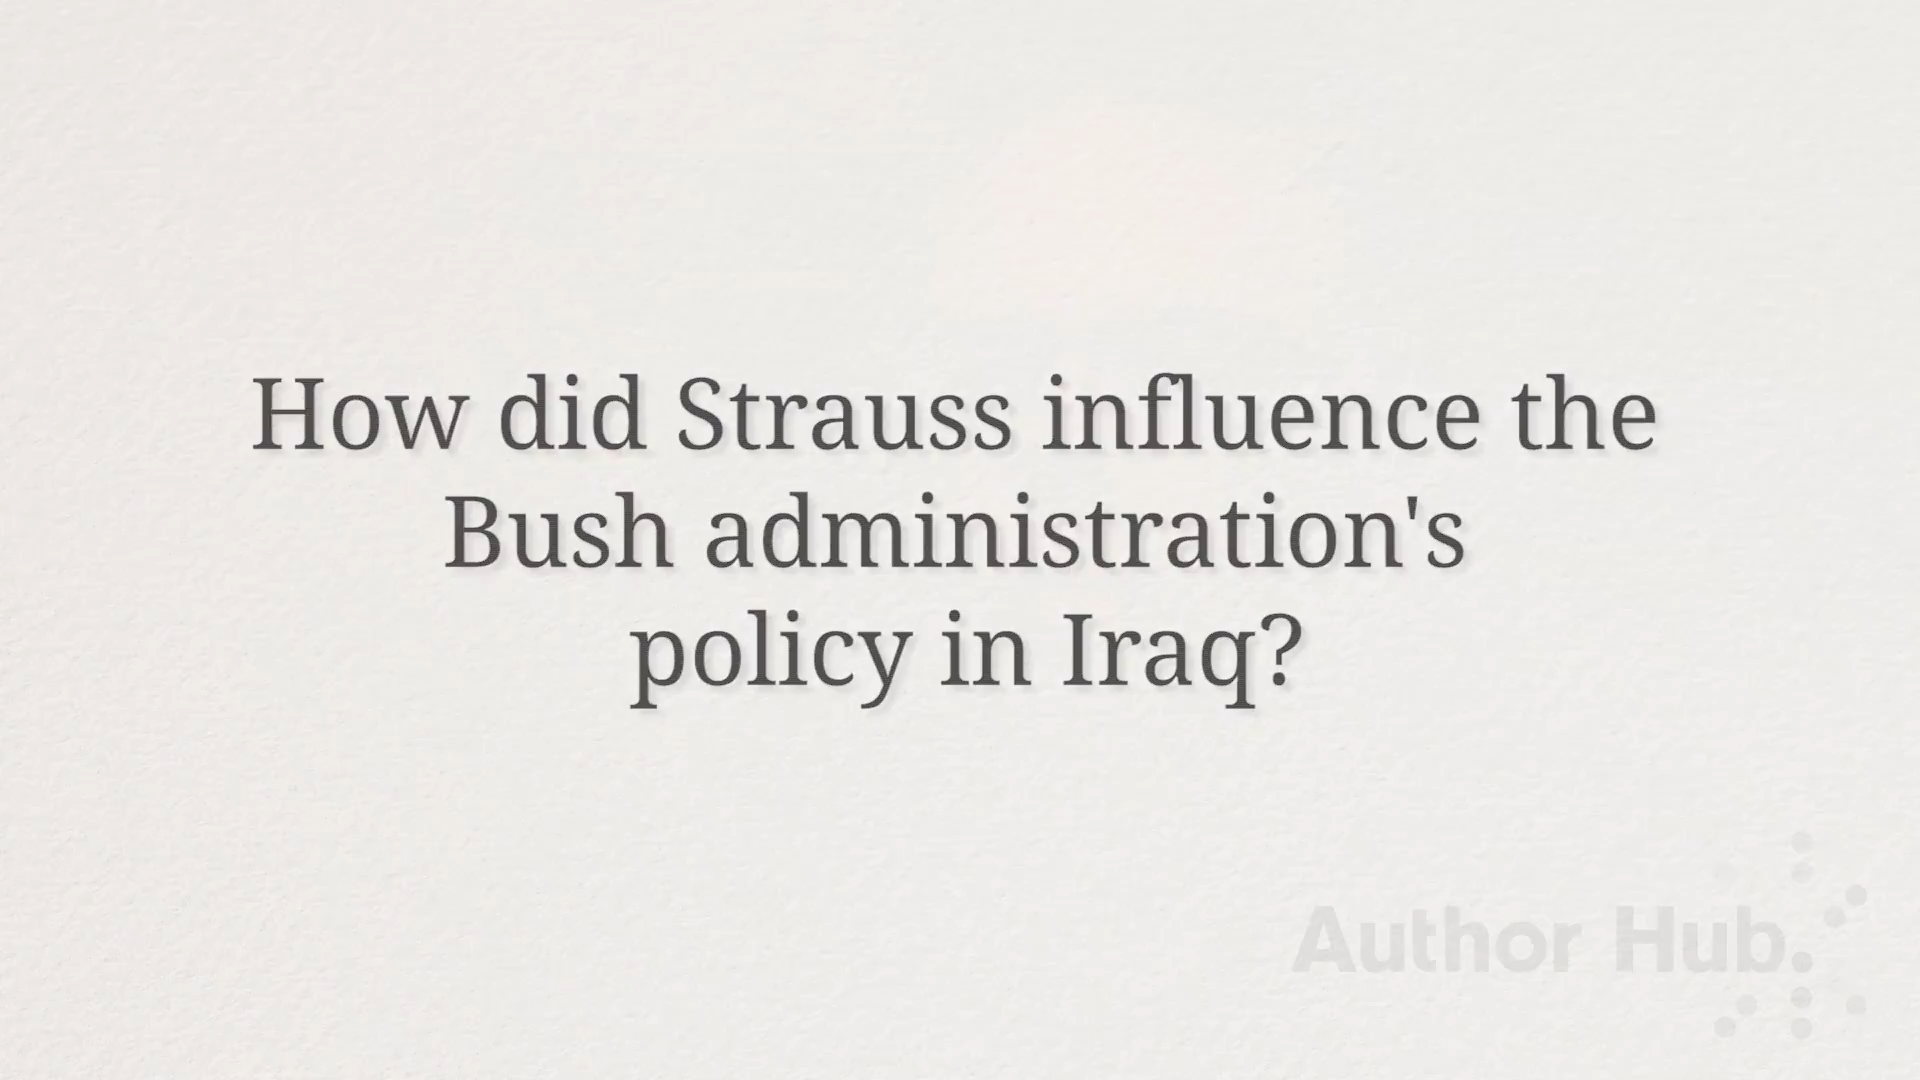 How did Strauss influence the
Bush administration's
policy in Iraq?
Author Hub